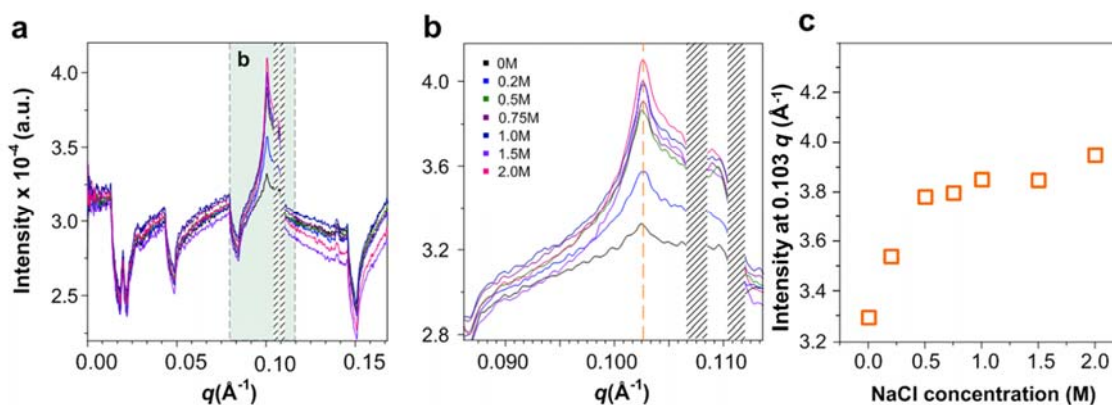 a
b
4.0
3.5
3.0
2.5
Intensity x 10⁻⁴ (a.u.)
0.00
0.05
0.10
0.15
q(Å⁻¹)
b
0M
0.2M
0.5M
0.75M
1.0M
1.5M
2.0M
4.0
3.6
3.2
2.8
0.090
0.100
0.110
q(Å⁻¹)
c
4.2
4.0
3.8
3.6
3.4
3.2
Intensity at 0.103 q (Å⁻¹)
0.0
0.5
1.0
1.5
2.0
NaCl concentration (M)